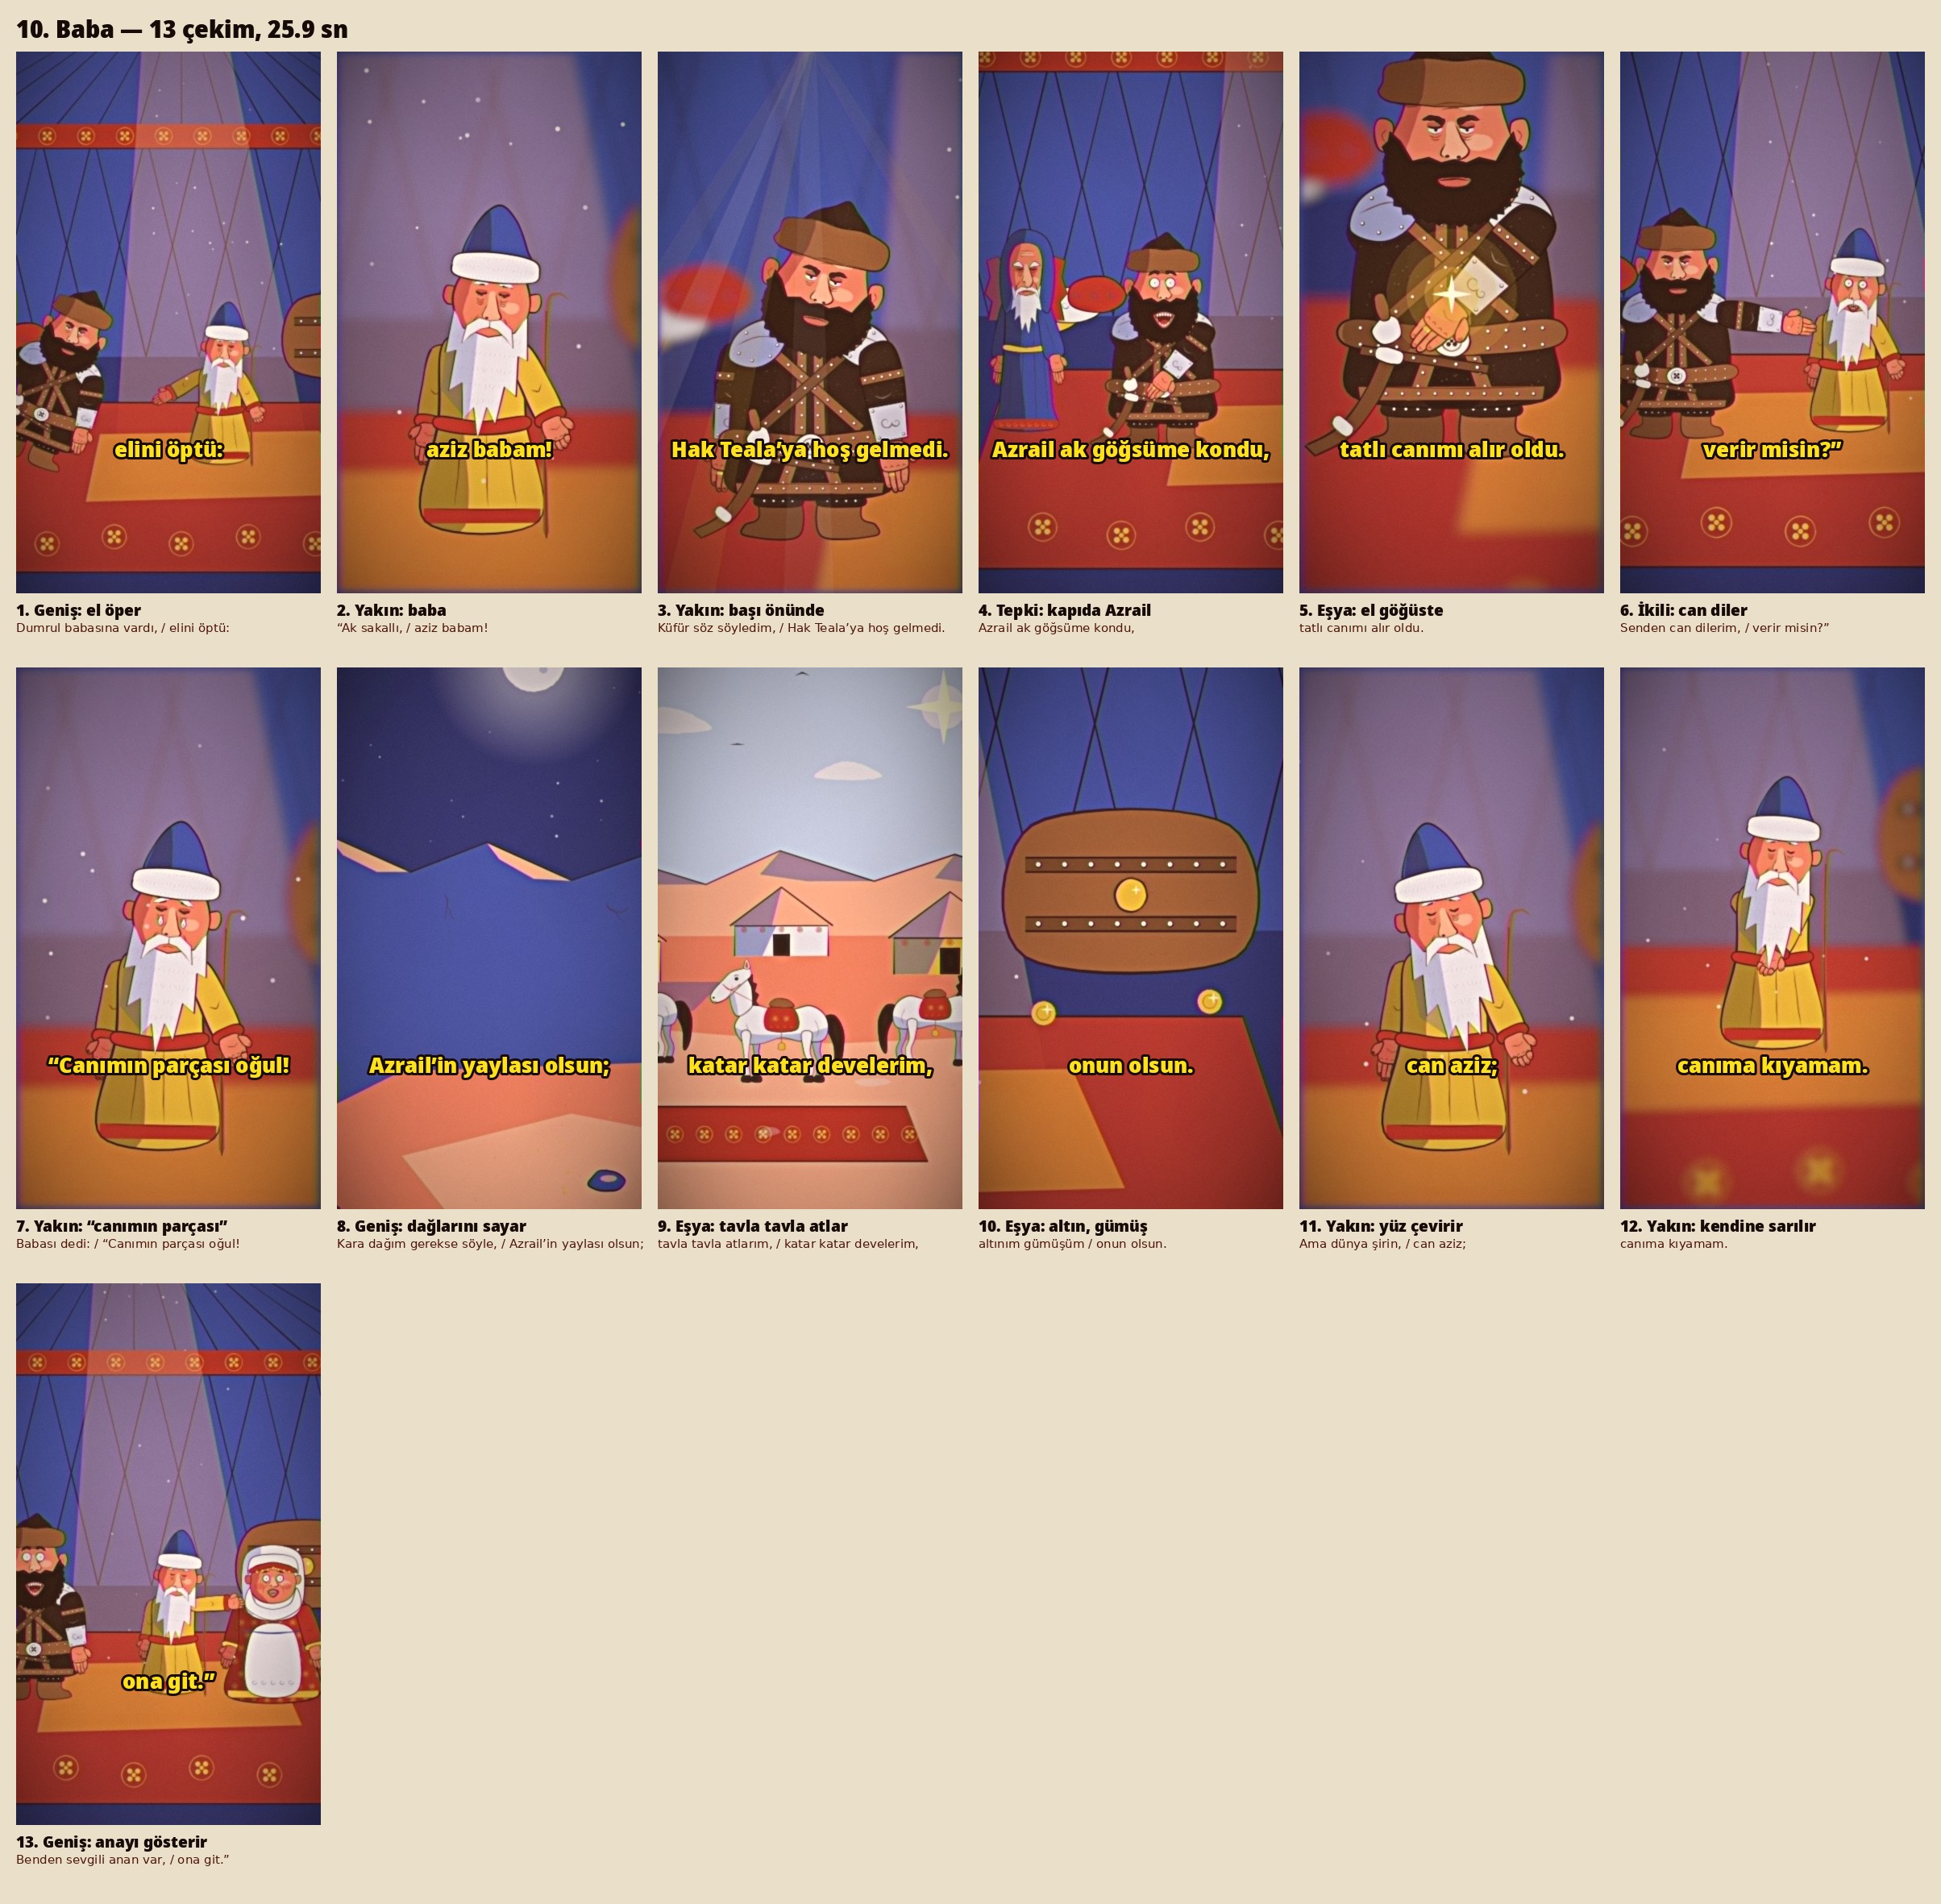 10. Baba — 13 çekim, 25.9 sn
elini öptü:
aziz babam!
Hak Teala’ya hoş gelmedi.
Azrail ak göğsüme kondu,
tatlı canımı alır oldu.
verir misin?”
1. Geniş: el öper
Dumrul babasına vardı, / elini öptü:
2. Yakın: baba
“Ak sakallı, / aziz babam!
3. Yakın: başı önünde
Küfür söz söyledim, / Hak Teala’ya hoş gelmedi.
4. Tepki: kapıda Azrail
Azrail ak göğsüme kondu,
5. Eşya: el göğüste
tatlı canımı alır oldu.
6. İkili: can diler
Senden can dilerim, / verir misin?”
“Canımın parçası oğul!
Azrail’in yaylası olsun;
katar katar develerim,
onun olsun.
can aziz;
canıma kıyamam.
7. Yakın: “canımın parçası”
Babası dedi: / “Canımın parçası oğul!
8. Geniş: dağlarını sayar
Kara dağım gerekse söyle, / Azrail’in yaylası olsun;
9. Eşya: tavla tavla atlar
tavla tavla atlarım, / katar katar develerim,
10. Eşya: altın, gümüş
altınım gümüşüm / onun olsun.
11. Yakın: yüz çevirir
Ama dünya şirin, / can aziz;
12. Yakın: kendine sarılır
canıma kıyamam.
ona git.”
13. Geniş: anayı gösterir
Benden sevgili anan var, / ona git.”